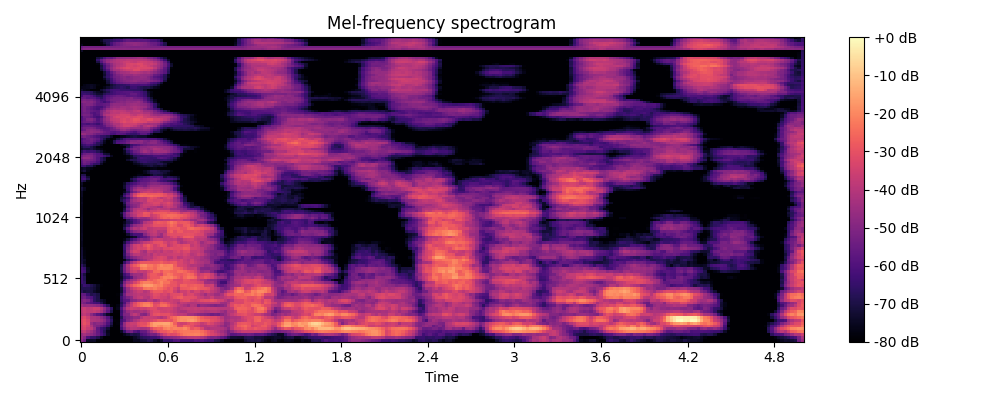 Mel-frequency spectrogram
Hz
4096
2048
1024
512
0
0 0.6 1.2 1.8 2.4 3 3.6 4.2 4.8
Time
+0 dB
-10 dB
-20 dB
-30 dB
-40 dB
-50 dB
-60 dB
-70 dB
-80 dB